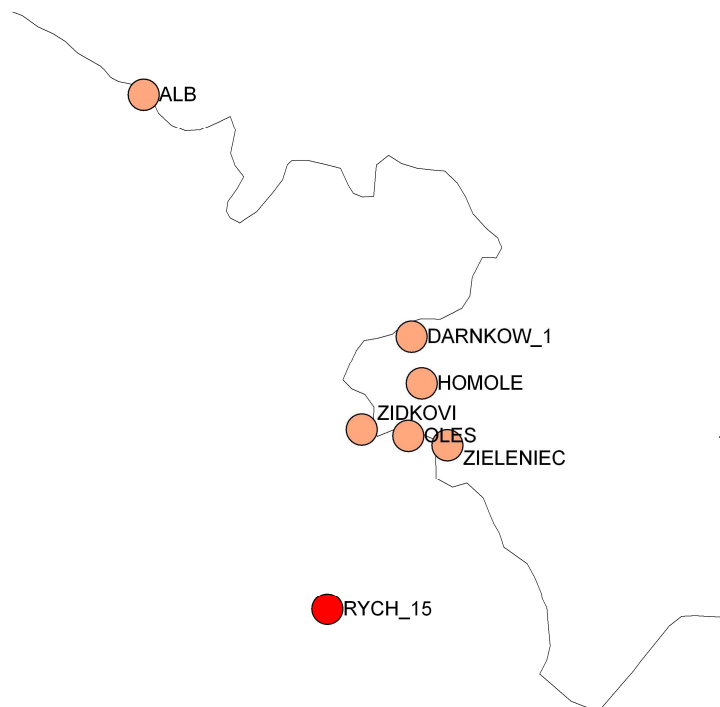 ALB
DARNKOW_1
HOMOLE
ZIDKOVI
OLES
ZIELENIEC
RYCH_15